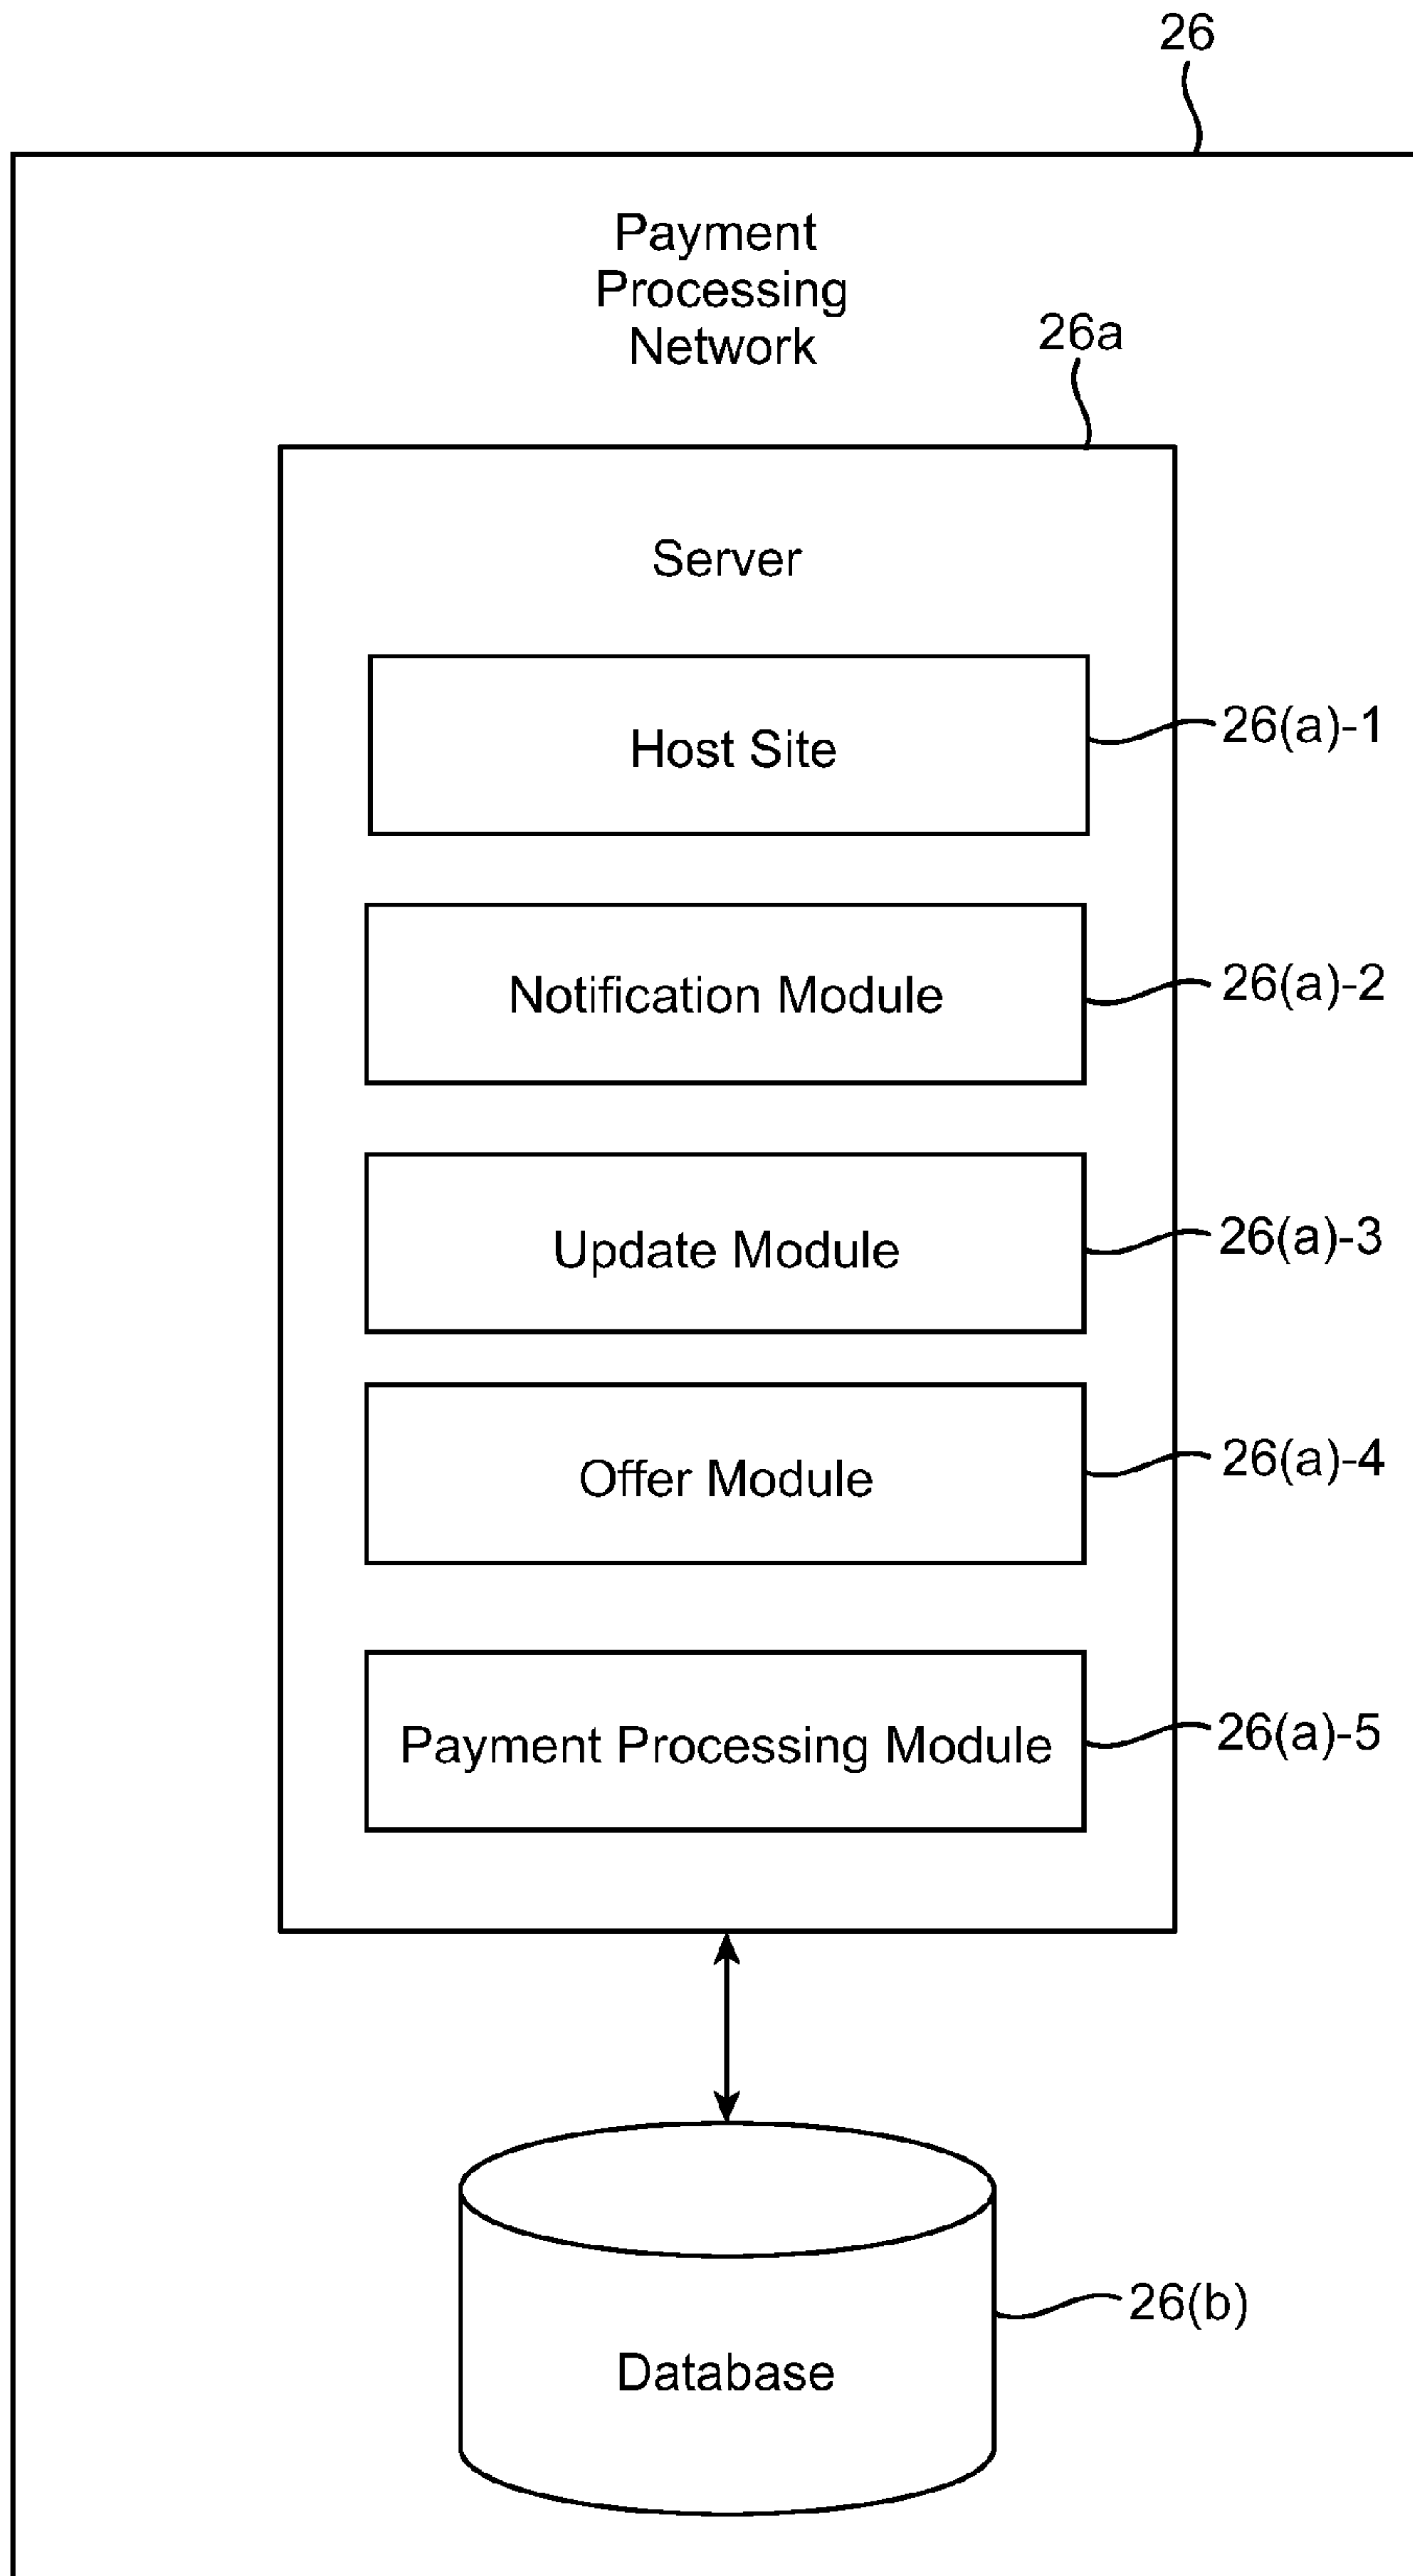 26
Payment
Processing
Network
26a
Server
Host Site
26(a)-1
Notification Module
26(a)-2
Update Module
26(a)-3
Offer Module
26(a)-4
Payment Processing Module
26(a)-5
26(b)
Database